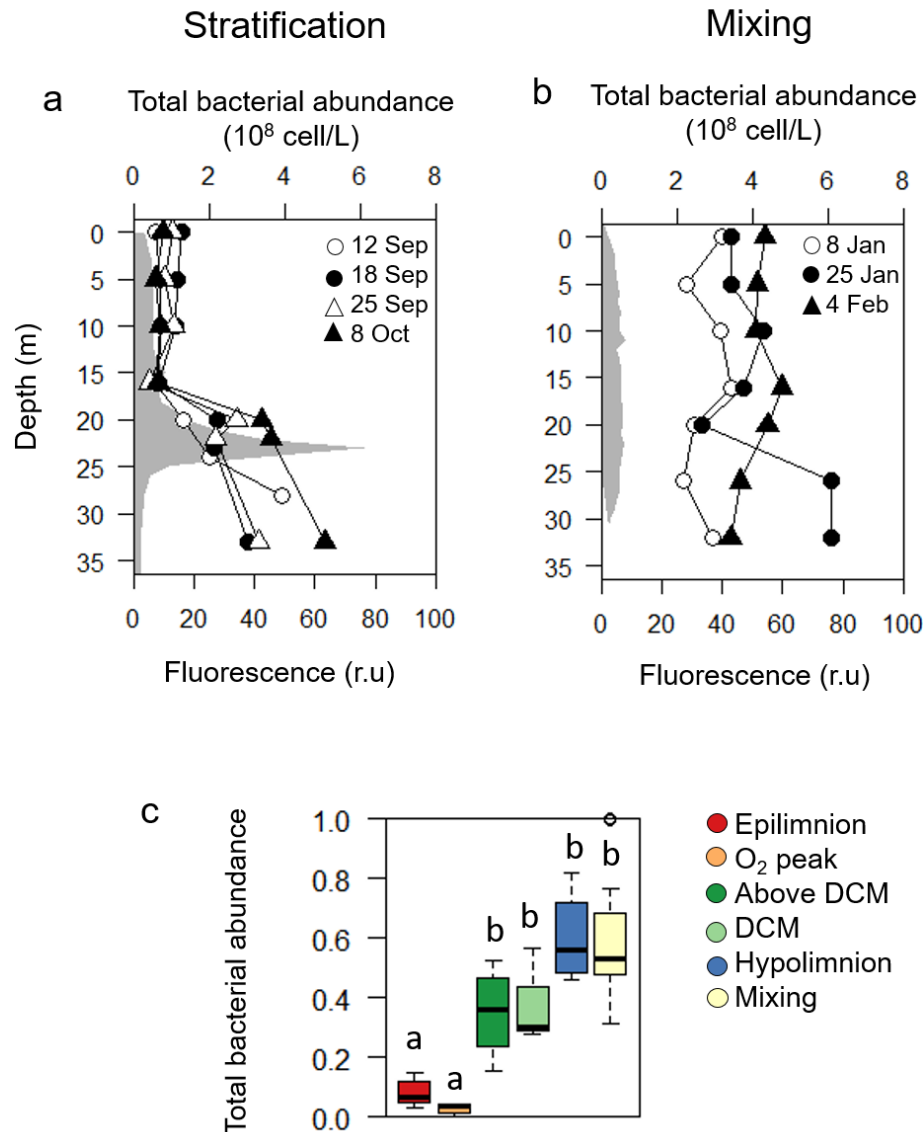 Stratification
Mixing
a
Total bacterial abundance
(10⁸ cell/L)
0 2 4 6 8
Depth (m)
0
5
10
15
20
25
30
35
12 Sep
18 Sep
25 Sep
8 Oct
0 20 40 60 80 100
Fluorescence (r.u)
b
Total bacterial abundance
(10⁸ cell/L)
0 2 4 6 8
0
5
10
15
20
25
30
35
8 Jan
25 Jan
4 Feb
0 20 40 60 80 100
Fluorescence (r.u)
c
Total bacterial abundance
1.0
0.8
0.6
0.4
0.2
0.0
a
a
b
b
b
b
Epilimnion
O₂ peak
Above DCM
DCM
Hypolimnion
Mixing